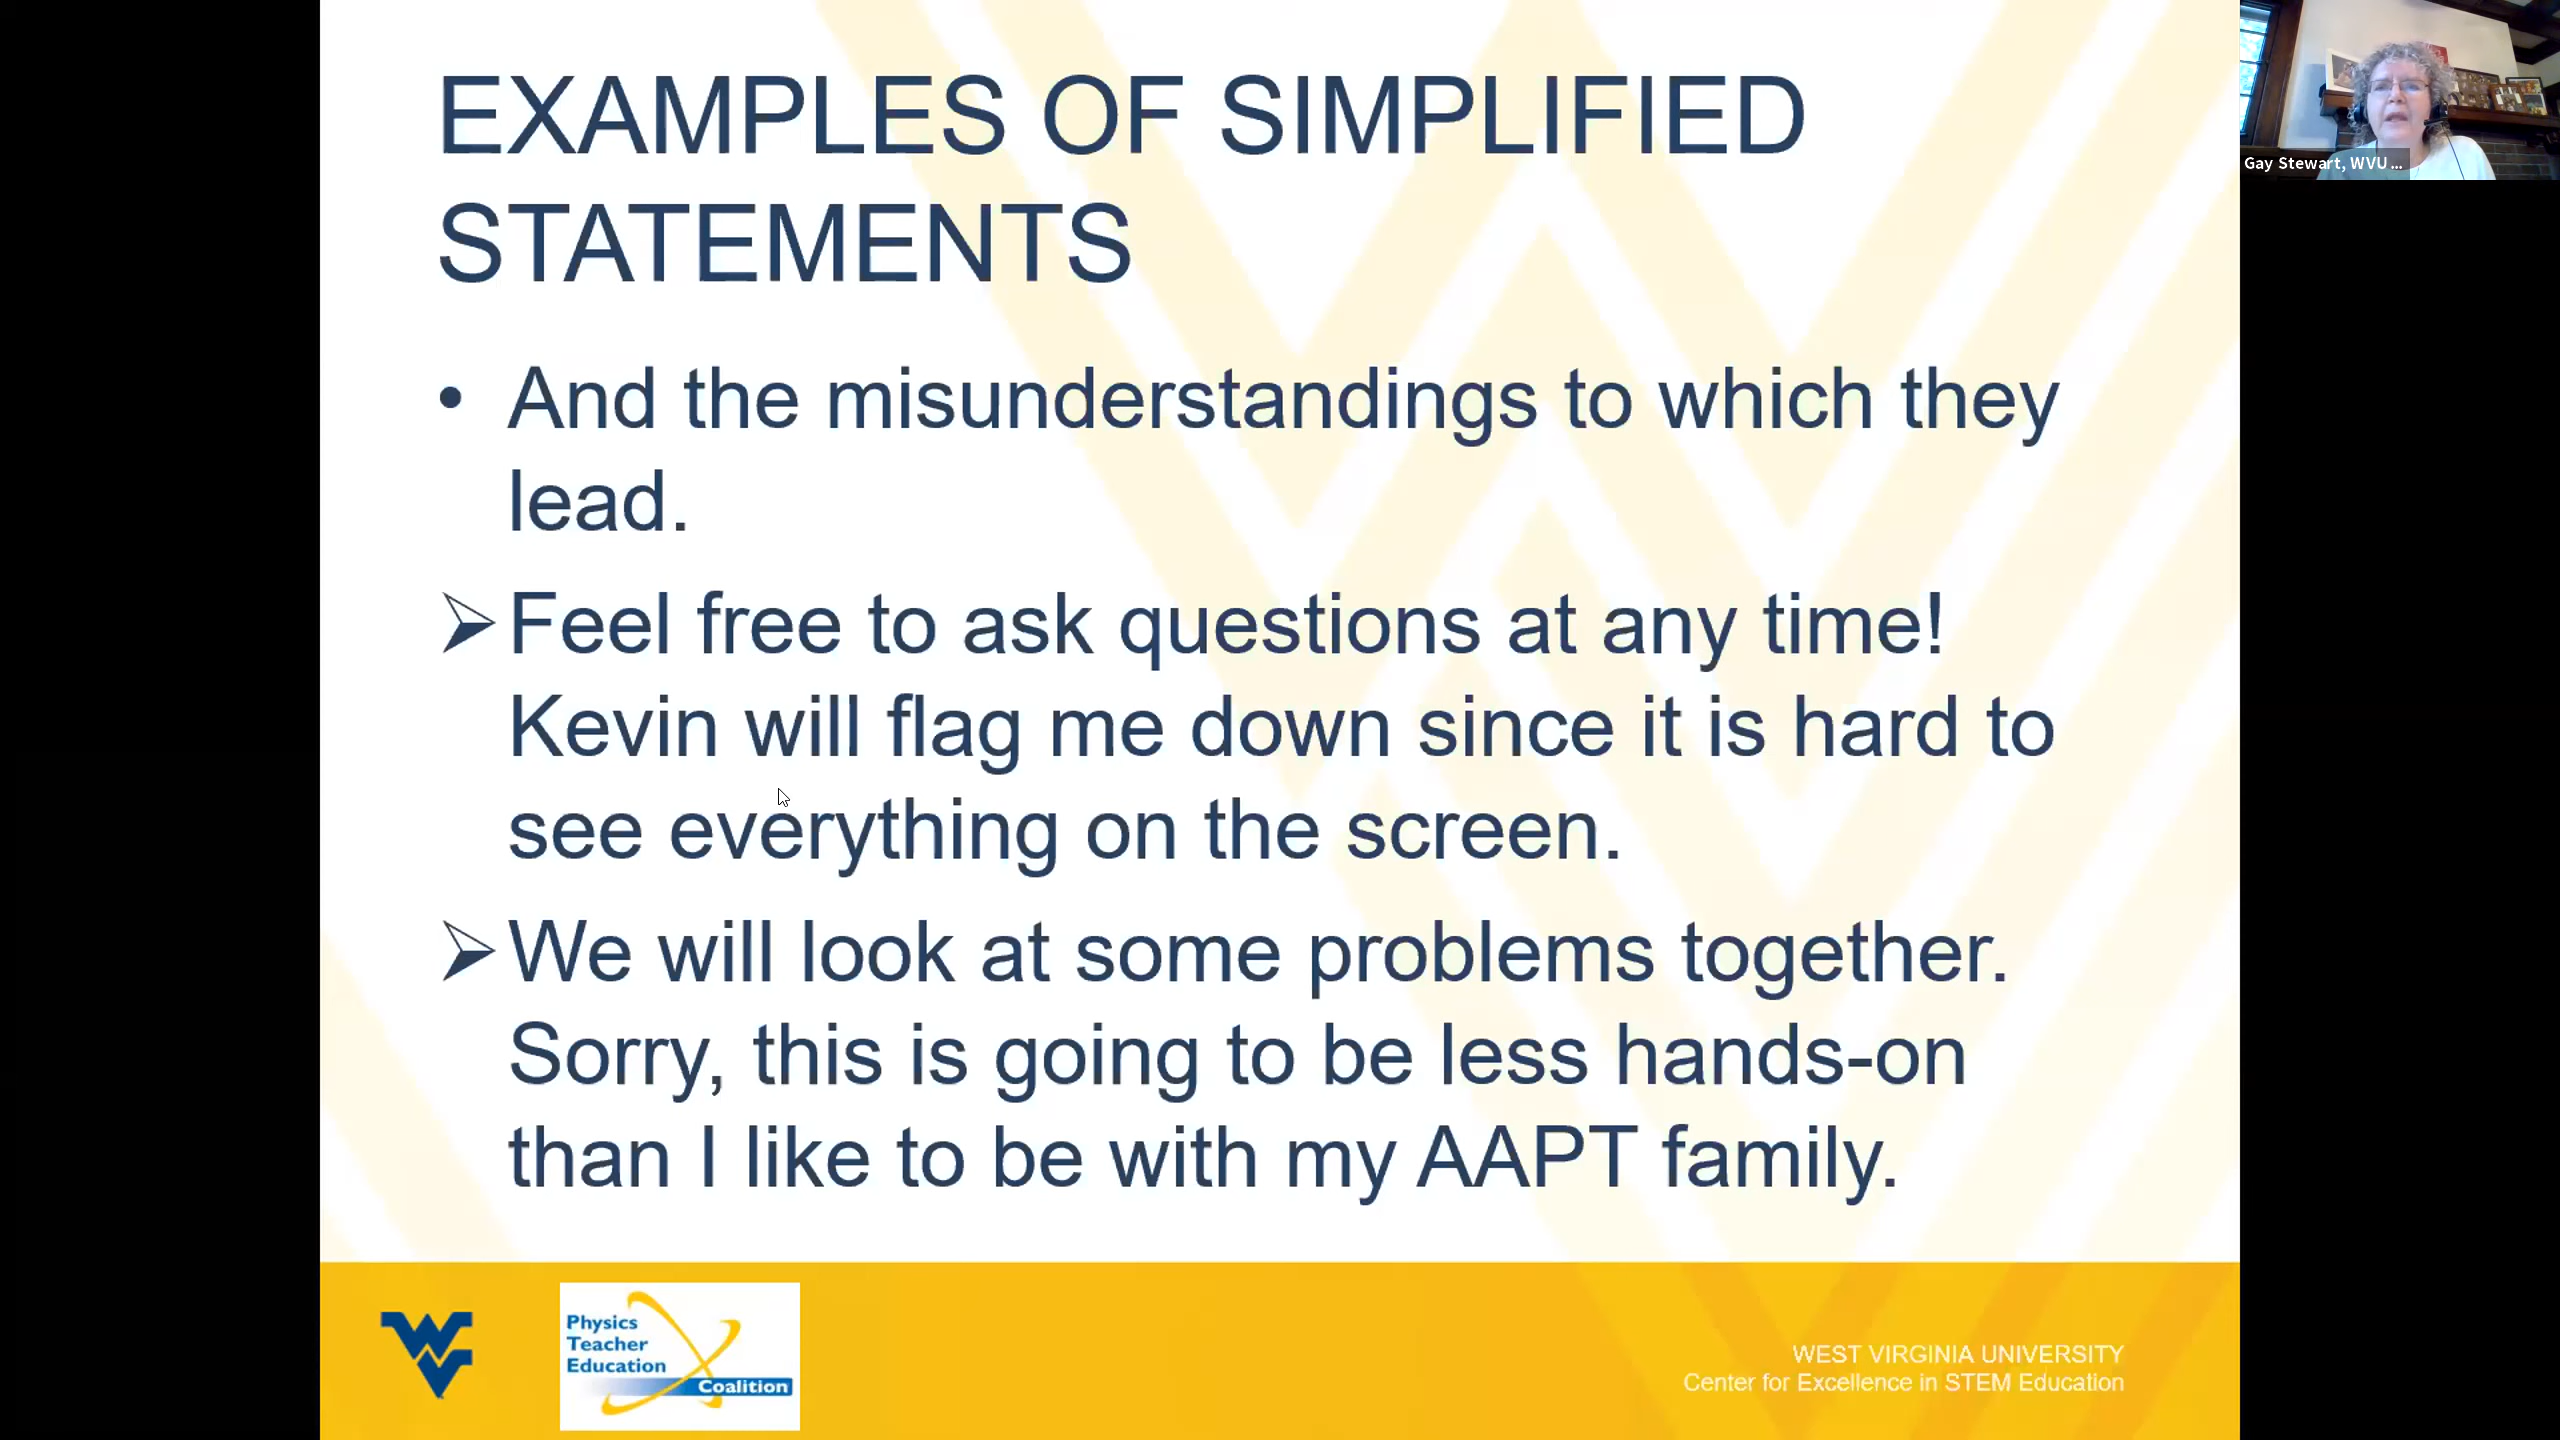 EXAMPLES OF SIMPLIFIED
STATEMENTS
• And the misunderstandings to which they
lead.
➢ Feel free to ask questions at any time!
Kevin will flag me down since it is hard to
see everything on the screen.
➢ We will look at some problems together.
Sorry, this is going to be less hands-on
than I like to be with my AAPT family.
Gay Stewart, WVU ...
WV
Physics
Teacher
Education
Coalition
WEST VIRGINIA UNIVERSITY
Center for Excellence in STEM Education